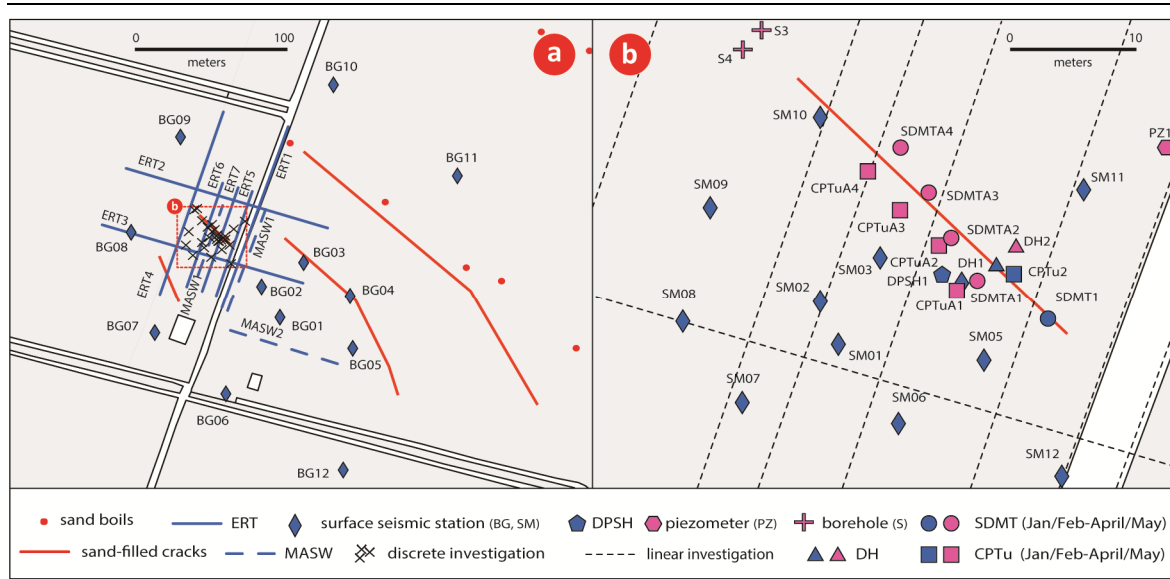 0
100
meters
a
BG10
BG09
BG11
ERT2
ERT6
ERT7
ERT5
ERT1
b
ERT3
BG08
MASW1
BG03
BG04
BG02
ERT4
MASW1
BG01
BG07
MASW2
BG05
BG06
BG12
b
S3
S4
0
10
meters
SM10
SDMTA4
PZ1
CPTuA4
SM11
SM09
SDMTA3
CPTuA3
SDMTA2
DH2
SM03
CPTuA2
DH1
CPTu2
DPSH1
SM08
SM02
CPTuA1
SDMTA1
SDMT1
SM01
SM05
SM07
SM06
SM12
sand boils
ERT
surface seismic station (BG, SM)
DPSH
piezometer (PZ)
borehole (S)
SDMT (Jan/Feb-April/May)
sand-filled cracks
MASW
discrete investigation
linear investigation
DH
CPTu (Jan/Feb-April/May)